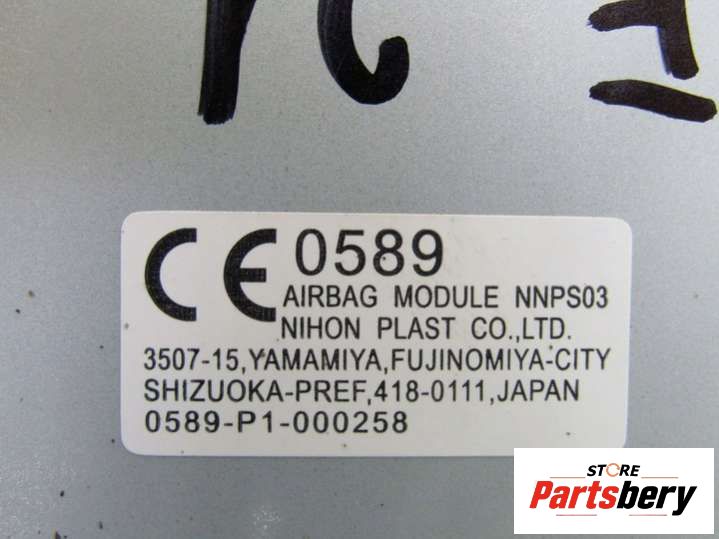 CE 0589
AIRBAG MODULE NNPS03
NIHON PLAST CO.,LTD.
3507-15,YAMAMIYA,FUJINOMIYA-CITY
SHIZUOKA-PREF,418-0111,JAPAN
0589-P1-000258
STORE
Partsbery